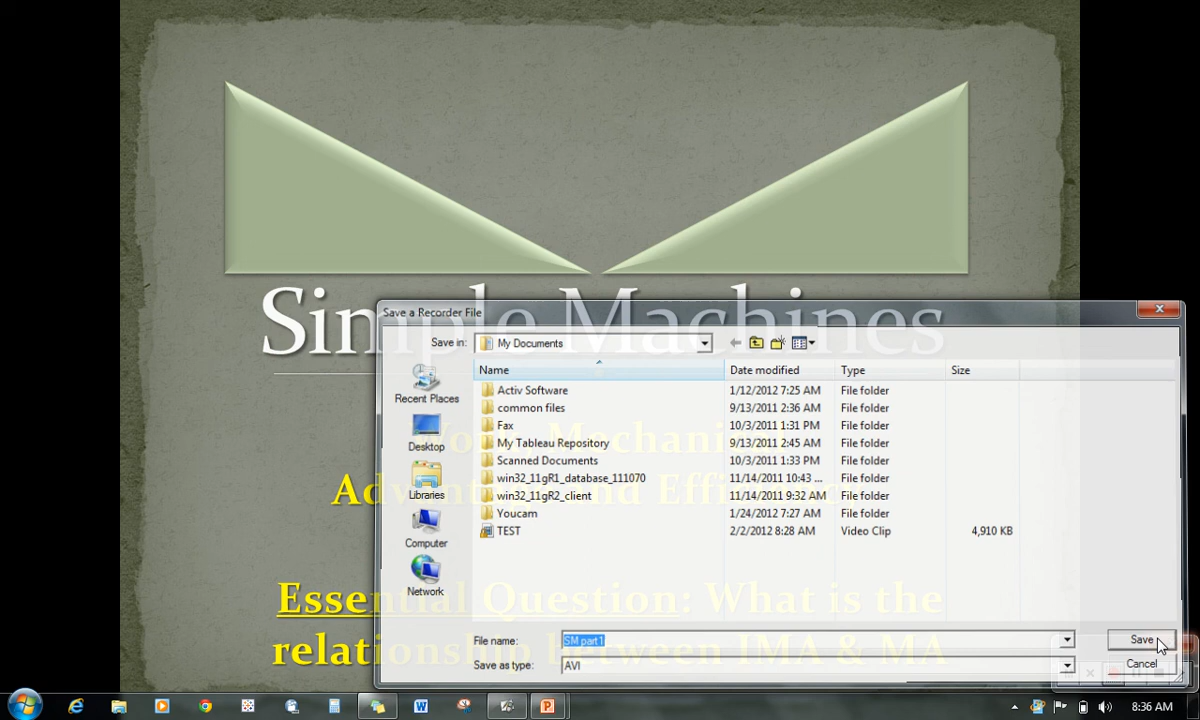 Simple Machines
Save a Recorder File
Save in:
My Documents
Name
Date modified
Type
Size
Recent Places
Desktop
Libraries
Computer
Network
Activ Software 1/12/2012 7:25 AM File folder
common files 9/13/2011 2:36 AM File folder
Fax 10/3/2011 1:31 PM File folder
My Tableau Repository 9/13/2011 2:45 AM File folder
Scanned Documents 10/3/2011 1:33 PM File folder
win32_11gR1_database_111070 11/14/2011 10:43 ... File folder
win32_11gR2_client 11/14/2011 9:32 AM File folder
Youcam 1/24/2012 7:27 AM File folder
TEST 2/2/2012 8:28 AM Video Clip 4,910 KB
Work, Mechanical
Advantage and Efficiency
Essential Question: What is the
relationship between IMA & MA
File name: SM part1 Save
Save as type: AVI Cancel
8:36 AM